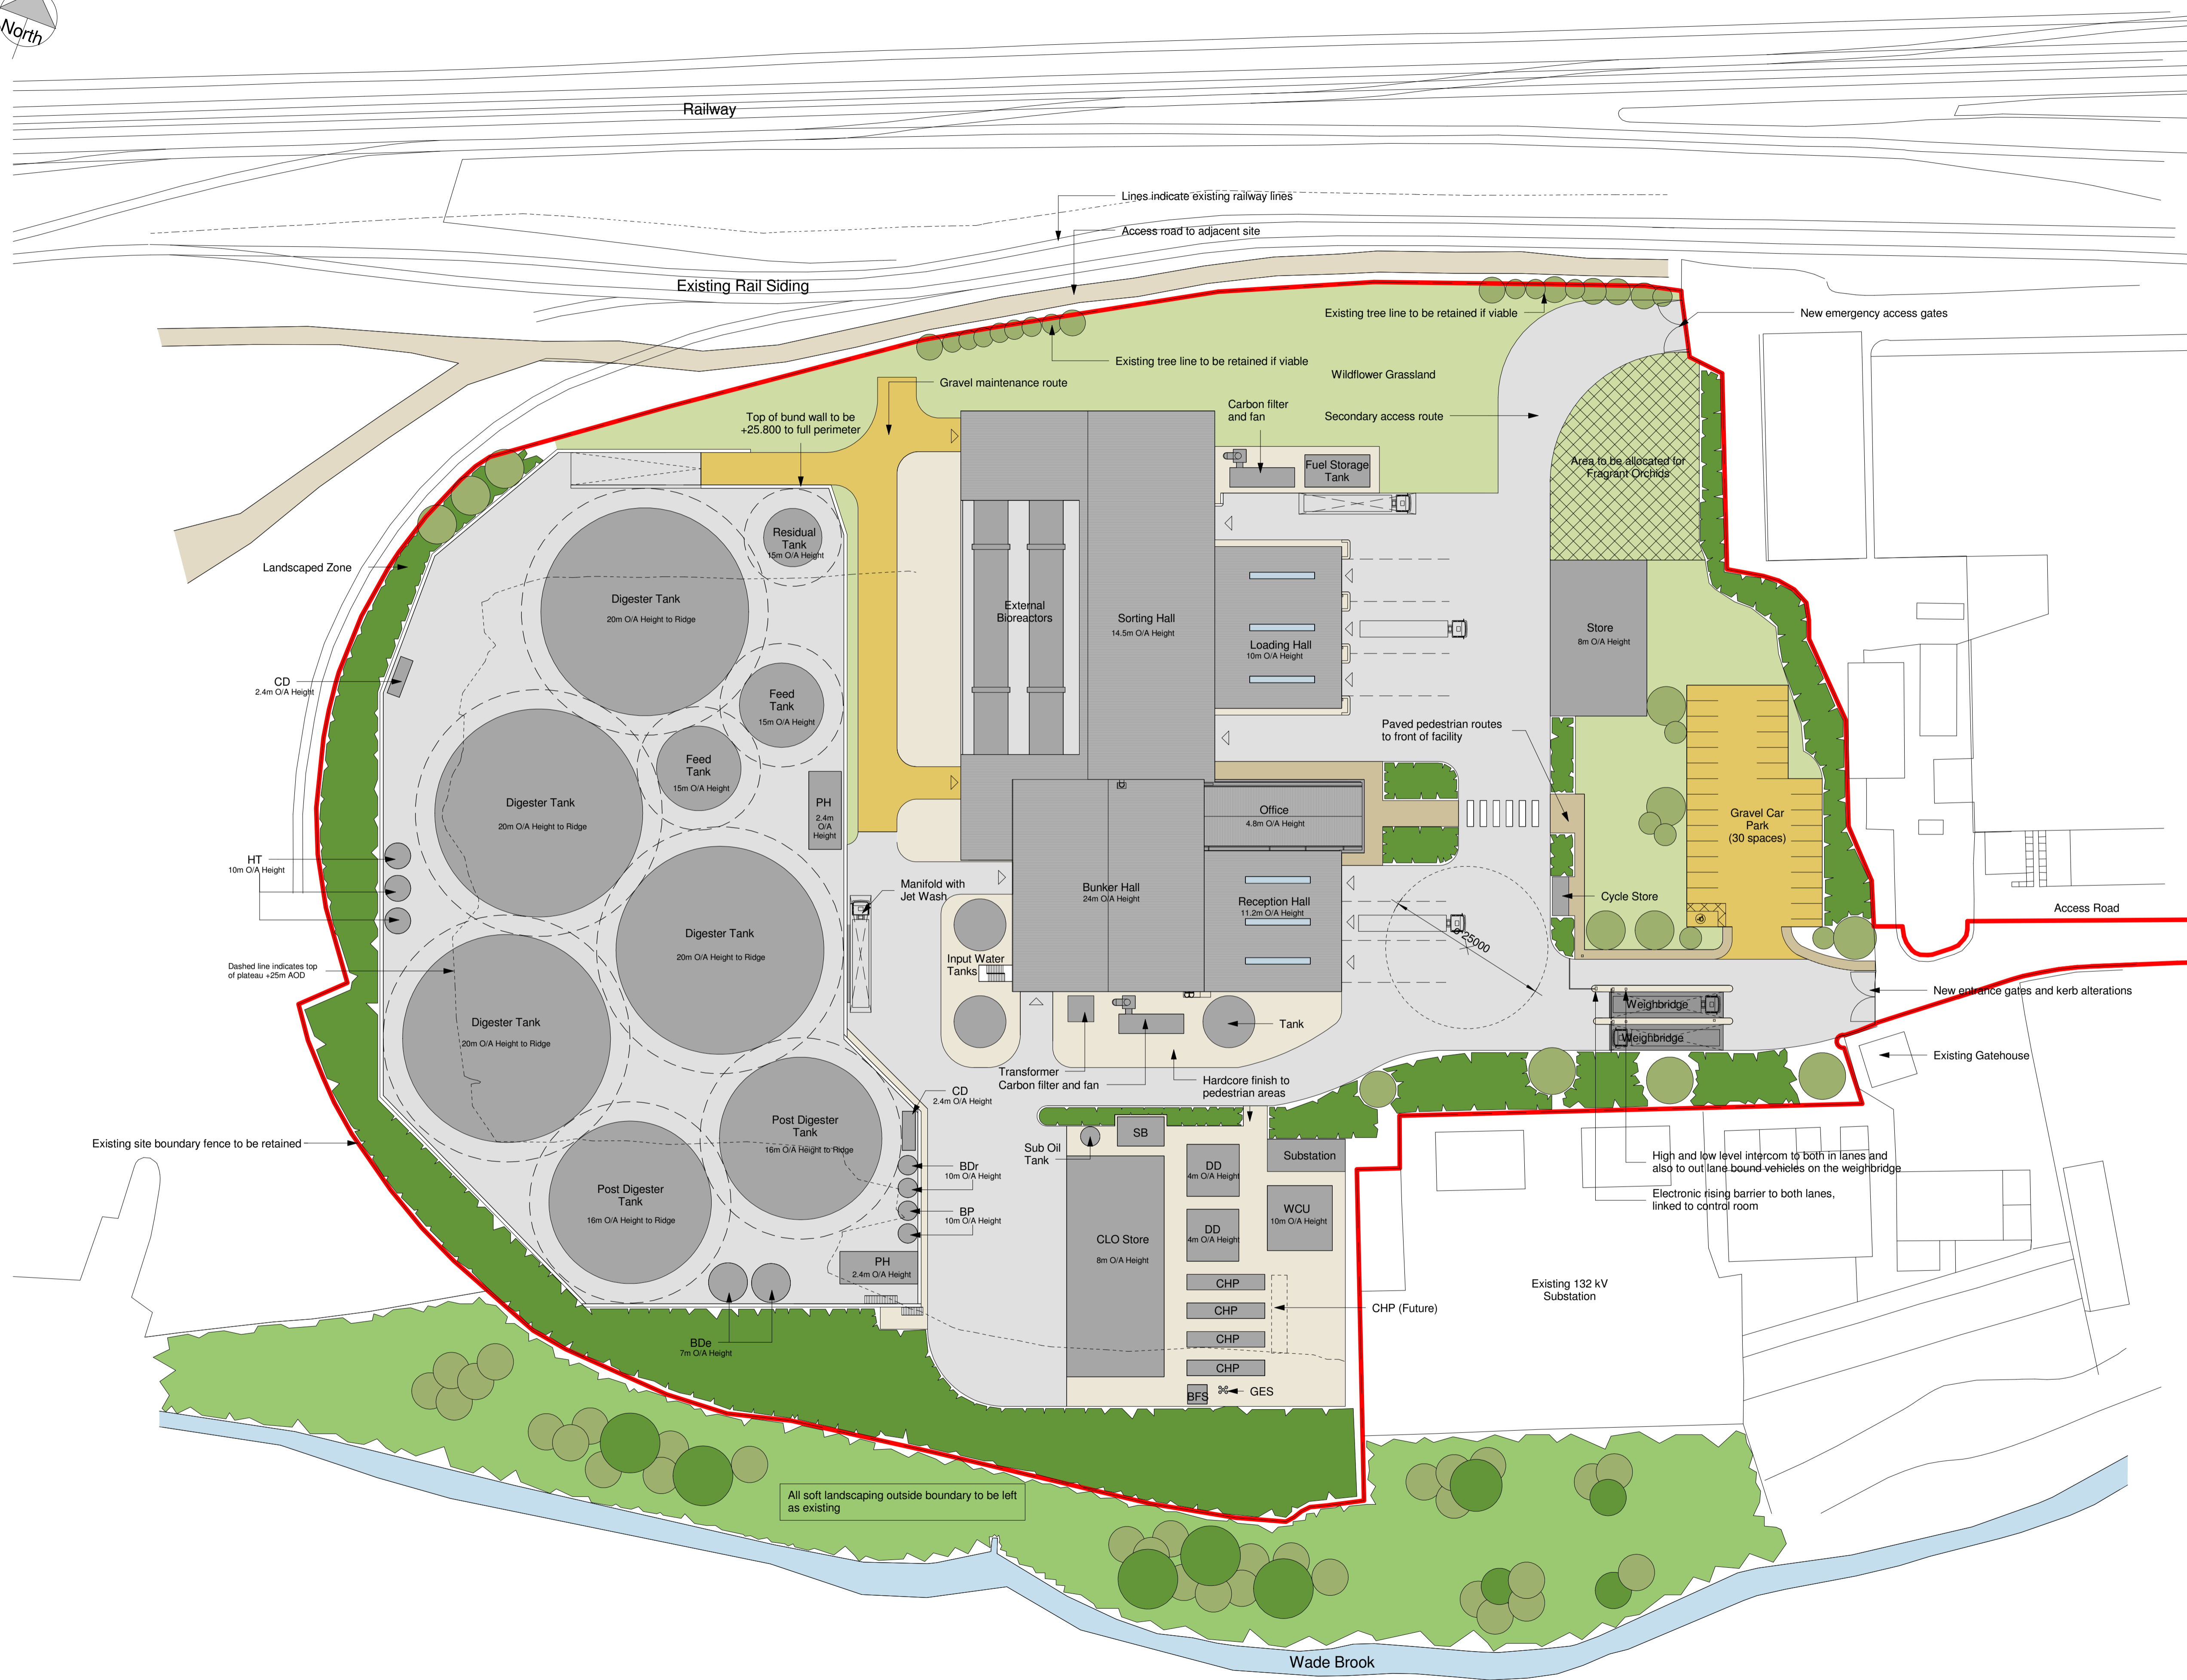 North
Railway
Lines indicate existing railway lines
Access road to adjacent site
Existing Rail Siding
Existing tree line to be retained if viable
New emergency access gates
Existing tree line to be retained if viable
Wildflower Grassland
Gravel maintenance route
Carbon filter
and fan
Secondary access route
Top of bund wall to be
+25.800 to full perimeter
Fuel Storage
Tank
Area to be allocated for
Fragrant Orchids
Residual
Tank
15m O/A Height
Landscaped Zone
Digester Tank
20m O/A Height to Ridge
External
Bioreactors
Sorting Hall
14.5m O/A Height
Loading Hall
10m O/A Height
Store
8m O/A Height
CD
2.4m O/A Height
Feed
Tank
15m O/A Height
Paved pedestrian routes
to front of facility
Feed
Tank
15m O/A Height
Digester Tank
20m O/A Height to Ridge
PH
2.4m
O/A
Height
Office
4.8m O/A Height
Gravel Car
Park
(30 spaces)
HT
10m O/A Height
Manifold with
Jet Wash
Bunker Hall
24m O/A Height
Reception Hall
11.2m O/A Height
Cycle Store
Access Road
Digester Tank
20m O/A Height to Ridge
ø 25000
Input Water
Tanks
Dashed line indicates top
of plateau +25m AOD
New entrance gates and kerb alterations
Weighbridge
Weighbridge
Digester Tank
20m O/A Height to Ridge
Tank
Existing Gatehouse
Transformer
Carbon filter and fan
Hardcore finish to
pedestrian areas
CD
2.4m O/A Height
Existing site boundary fence to be retained
Post Digester
Tank
16m O/A Height to Ridge
Sub Oil
Tank
SB
Substation
High and low level intercom to both in lanes and
also to out lane bound vehicles on the weighbridge
BDr
10m O/A Height
DD
4m O/A Height
Electronic rising barrier to both lanes,
linked to control room
Post Digester
Tank
16m O/A Height to Ridge
BP
10m O/A Height
WCU
10m O/A Height
DD
4m O/A Height
CLO Store
8m O/A Height
PH
2.4m O/A Height
CHP
Existing 132 kV
Substation
CHP
CHP (Future)
CHP
BDe
7m O/A Height
CHP
BFS
GES
All soft landscaping outside boundary to be left
as existing
Wade Brook